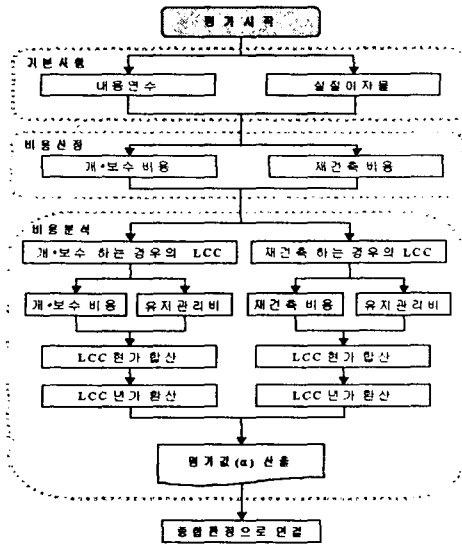 평가시작
기본사항
내용연수
실질이자율
비용산정
개•보수 비용
재건축 비용
비용분석
개•보수 하는 경우의 LCC
재건축 하는 경우의 LCC
개•보수 비용
유지관리비
재건축 비용
유지관리비
LCC 현가 합산
LCC 현가 합산
LCC 년가 환산
LCC 년가 환산
평가값(α) 산출
종합판정으로 연결